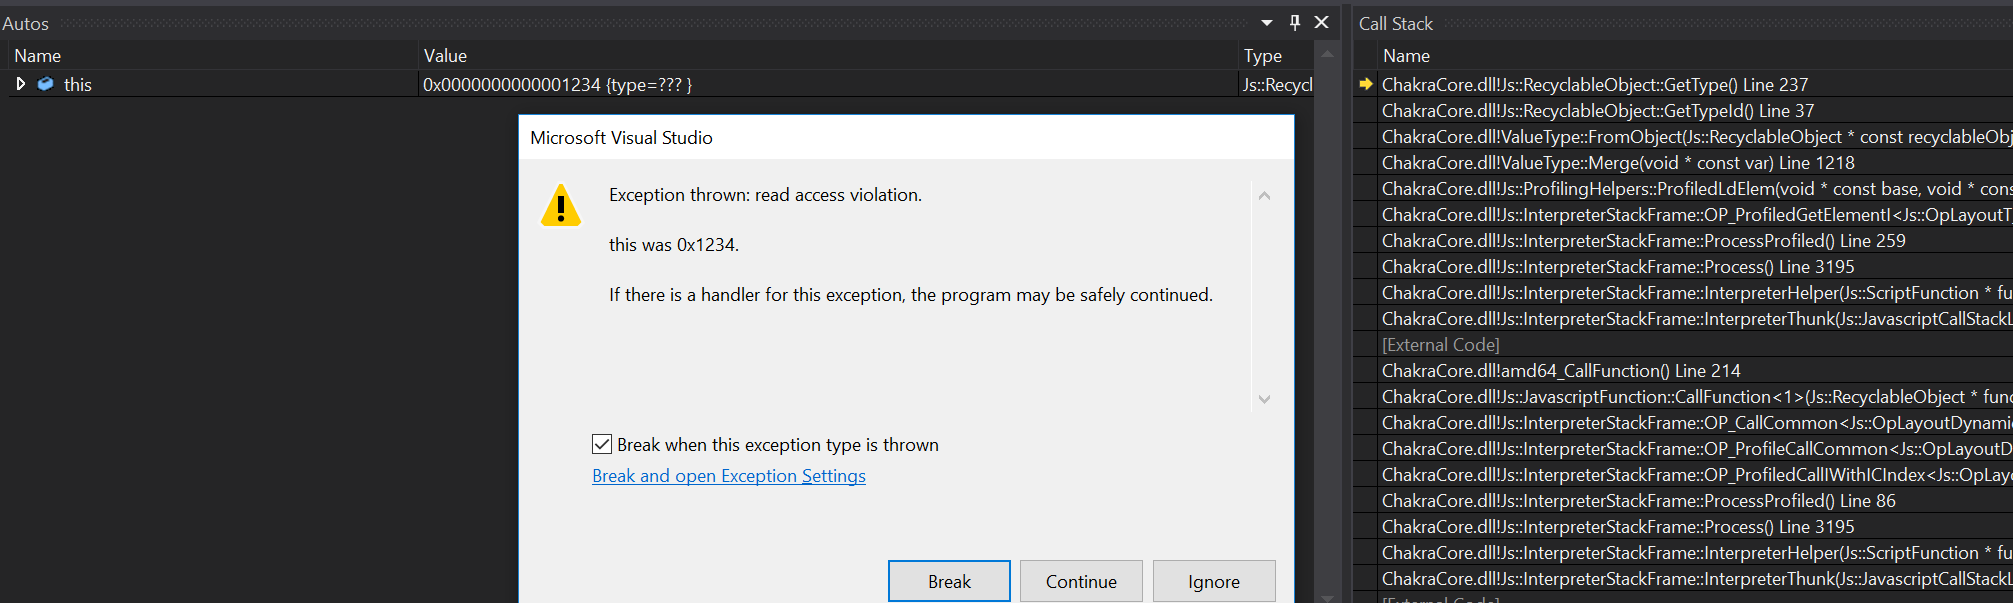 Autos
Name Value Type
this 0x0000000000001234 {type=??? } Js::Recycl
Microsoft Visual Studio
Exception thrown: read access violation.
this was 0x1234.
If there is a handler for this exception, the program may be safely continued.
Break when this exception type is thrown
Break and open Exception Settings
Break Continue Ignore
Call Stack
Name
ChakraCore.dll!Js::RecyclableObject::GetType() Line 237
ChakraCore.dll!Js::RecyclableObject::GetTypeId() Line 37
ChakraCore.dll!ValueType::FromObject(Js::RecyclableObject * const recyclableObj
ChakraCore.dll!ValueType::Merge(void * const var) Line 1218
ChakraCore.dll!Js::ProfilingHelpers::ProfiledLdElem(void * const base, void * cons
ChakraCore.dll!Js::InterpreterStackFrame::OP_ProfiledGetElementI<Js::OpLayoutT_
ChakraCore.dll!Js::InterpreterStackFrame::ProcessProfiled() Line 259
ChakraCore.dll!Js::InterpreterStackFrame::Process() Line 3195
ChakraCore.dll!Js::InterpreterStackFrame::InterpreterHelper(Js::ScriptFunction * fu
ChakraCore.dll!Js::InterpreterStackFrame::InterpreterThunk(Js::JavascriptCallStackL
[External Code]
ChakraCore.dll!amd64_CallFunction() Line 214
ChakraCore.dll!Js::JavascriptFunction::CallFunction<1>(Js::RecyclableObject * func
ChakraCore.dll!Js::InterpreterStackFrame::OP_CallCommon<Js::OpLayoutDynamic
ChakraCore.dll!Js::InterpreterStackFrame::OP_ProfileCallCommon<Js::OpLayoutD
ChakraCore.dll!Js::InterpreterStackFrame::OP_ProfiledCallIWithICIndex<Js::OpLayo
ChakraCore.dll!Js::InterpreterStackFrame::ProcessProfiled() Line 86
ChakraCore.dll!Js::InterpreterStackFrame::Process() Line 3195
ChakraCore.dll!Js::InterpreterStackFrame::InterpreterHelper(Js::ScriptFunction * fu
ChakraCore.dll!Js::InterpreterStackFrame::InterpreterThunk(Js::JavascriptCallStackL
[External Code]